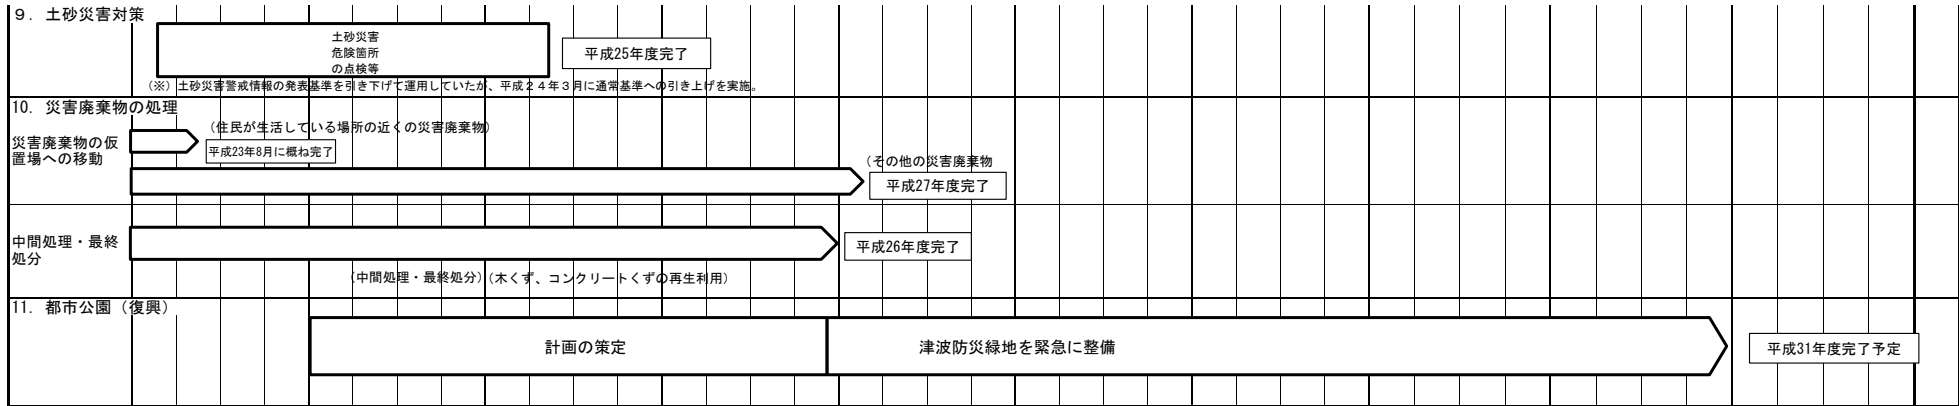 ９．土砂災害対策
土砂災害
危険箇所
の点検等
平成25年度完了
（※）土砂災害警戒情報の発表基準を引き下げて運用していたが、平成２４年３月に通常基準への引き上げを実施。
10．災害廃棄物の処理
災害廃棄物の仮
置場への移動
（住民が生活している場所の近くの災害廃棄物）
平成23年8月に概ね完了
（その他の災害廃棄物
平成27年度完了
中間処理・最終
処分
平成26年度完了
（中間処理・最終処分）（木くず、コンクリートくずの再生利用）
11．都市公園（復興）
計画の策定
津波防災緑地を緊急に整備
平成31年度完了予定